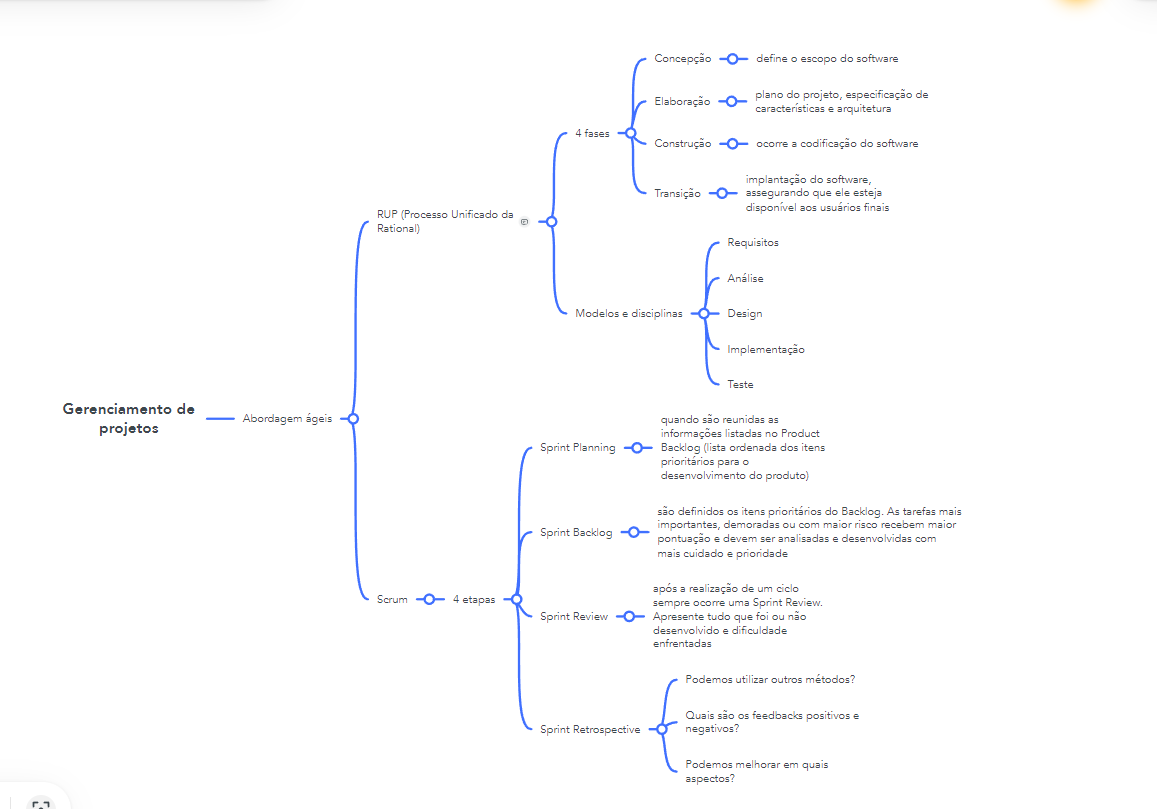 Gerenciamento de
projetos
Abordagem ágeis
RUP (Processo Unificado da
Rational)
4 fases
Concepção
define o escopo do software
Elaboração
plano do projeto, especificação de
características e arquitetura
Construção
ocorre a codificação do software
Transição
implantação do software,
assegurando que ele esteja
disponível aos usuários finais
Modelos e disciplinas
Requisitos
Análise
Design
Implementação
Teste
Scrum
4 etapas
Sprint Planning
quando são reunidas as
informações listadas no Product
Backlog (lista ordenada dos itens
prioritários para o
desenvolvimento do produto)
Sprint Backlog
são definidos os itens prioritários do Backlog. As tarefas mais
importantes, demoradas ou com maior risco recebem maior
pontuação e devem ser analisadas e desenvolvidas com
mais cuidado e prioridade
Sprint Review
após a realização de um ciclo
sempre ocorre uma Sprint Review.
Apresente tudo que foi ou não
desenvolvido e dificuldade
enfrentadas
Sprint Retrospective
Podemos utilizar outros métodos?
Quais são os feedbacks positivos e
negativos?
Podemos melhorar em quais
aspectos?